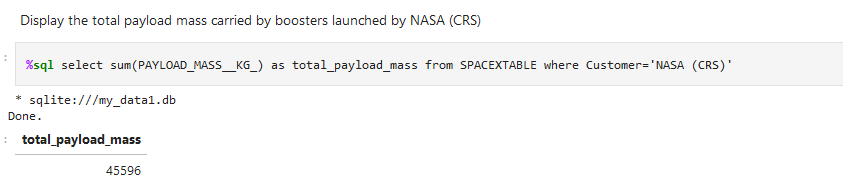 Display the total payload mass carried by boosters launched by NASA (CRS)
: %sql select sum(PAYLOAD_MASS__KG_) as total_payload_mass from SPACEXTABLE where Customer='NASA (CRS)'
* sqlite:///my_data1.db
Done.
: total_payload_mass
45596